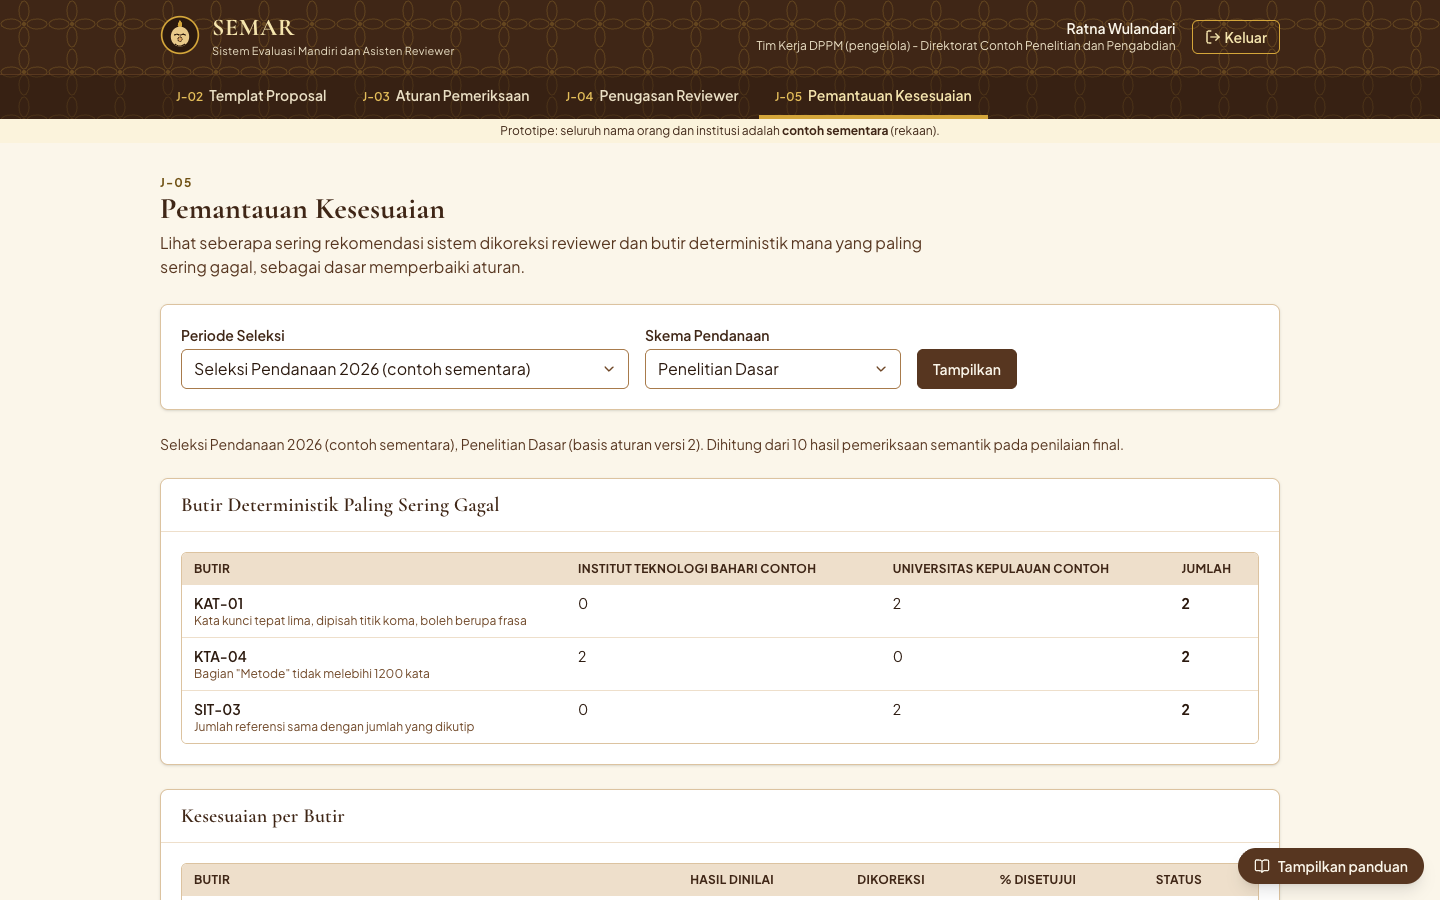 SEMAR
Sistem Evaluasi Mandiri dan Asisten Reviewer
Ratna Wulandari
Tim Kerja DPPM (pengelola) - Direktorat Contoh Penelitian dan Pengabdian
Keluar
J-02 Templat Proposal
J-03 Aturan Pemeriksaan
J-04 Penugasan Reviewer
J-05 Pemantauan Kesesuaian
Prototipe: seluruh nama orang dan institusi adalah contoh sementara (rekaan).
J-05
Pemantauan Kesesuaian
Lihat seberapa sering rekomendasi sistem dikoreksi reviewer dan butir deterministik mana yang paling
sering gagal, sebagai dasar memperbaiki aturan.
Periode Seleksi
Seleksi Pendanaan 2026 (contoh sementara)
Skema Pendanaan
Penelitian Dasar
Tampilkan
Seleksi Pendanaan 2026 (contoh sementara), Penelitian Dasar (basis aturan versi 2). Dihitung dari 10 hasil pemeriksaan semantik pada penilaian final.
Butir Deterministik Paling Sering Gagal
BUTIR INSTITUT TEKNOLOGI BAHARI CONTOH UNIVERSITAS KEPULAUAN CONTOH JUMLAH
KAT-01 0 2 2
Kata kunci tepat lima, dipisah titik koma, boleh berupa frasa
KTA-04 2 0 2
Bagian "Metode" tidak melebihi 1200 kata
SIT-03 0 2 2
Jumlah referensi sama dengan jumlah yang dikutip
Kesesuaian per Butir
BUTIR HASIL DINILAI DIKOREKSI % DISETUJUI STATUS
Tampilkan panduan